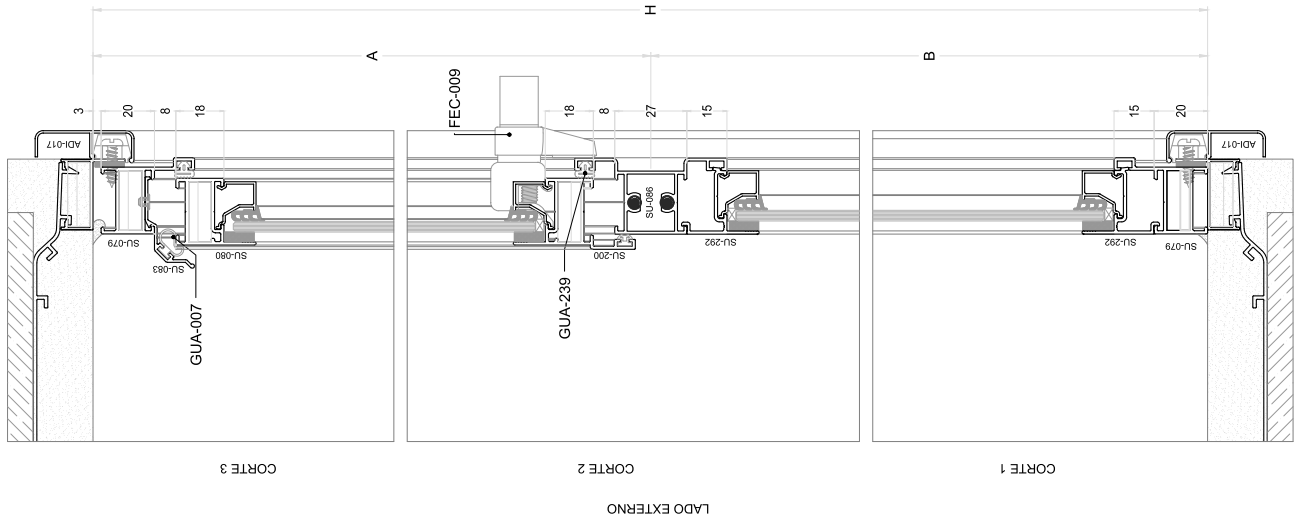 H
A
B
FEC-009
3
20
8
18
18
8
27
15
15
20
ADI-017
ADI-017
SU-079
SU-083
SU-080
GUA-007
GUA-239
SU-200
SU-086
SU-292
SU-292
SU-079
CORTE 3
CORTE 2
CORTE 1
LADO EXTERNO